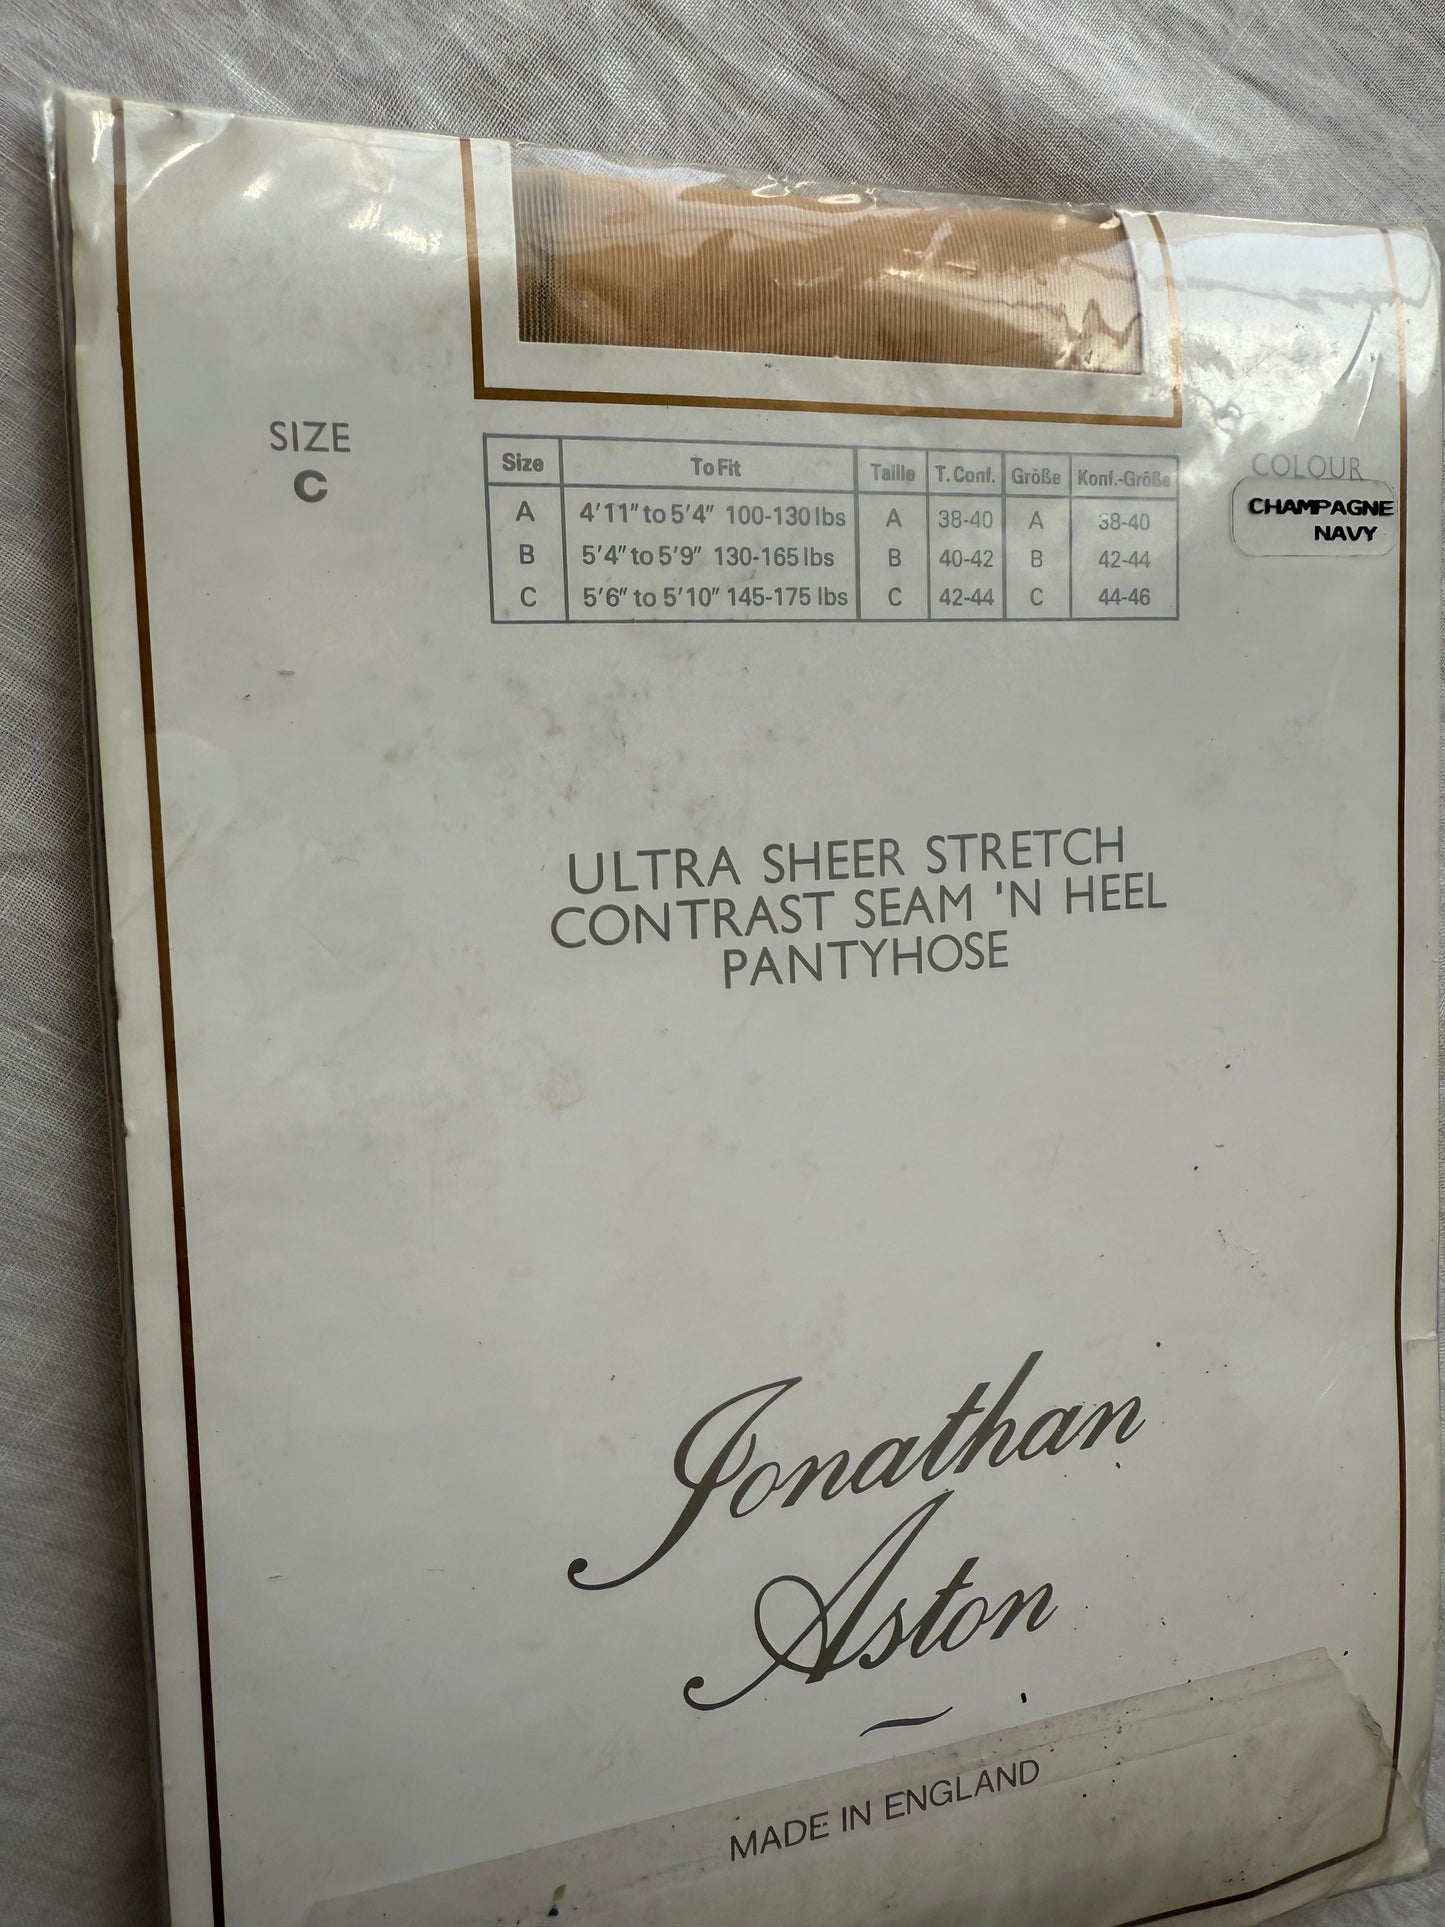 SIZE
C
Size To Fit Taille T. Conf. Größe Konf.-Größe
A 4'11" to 5'4" 100-130 lbs A 38-40 A 38-40
B 5'4" to 5'9" 130-165 lbs B 40-42 B 42-44
C 5'6" to 5'10" 145-175 lbs C 42-44 C 44-46
COLOUR
CHAMPAGNE
NAVY
ULTRA SHEER STRETCH
CONTRAST SEAM 'N HEEL
PANTYHOSE
Jonathan
Aston
MADE IN ENGLAND